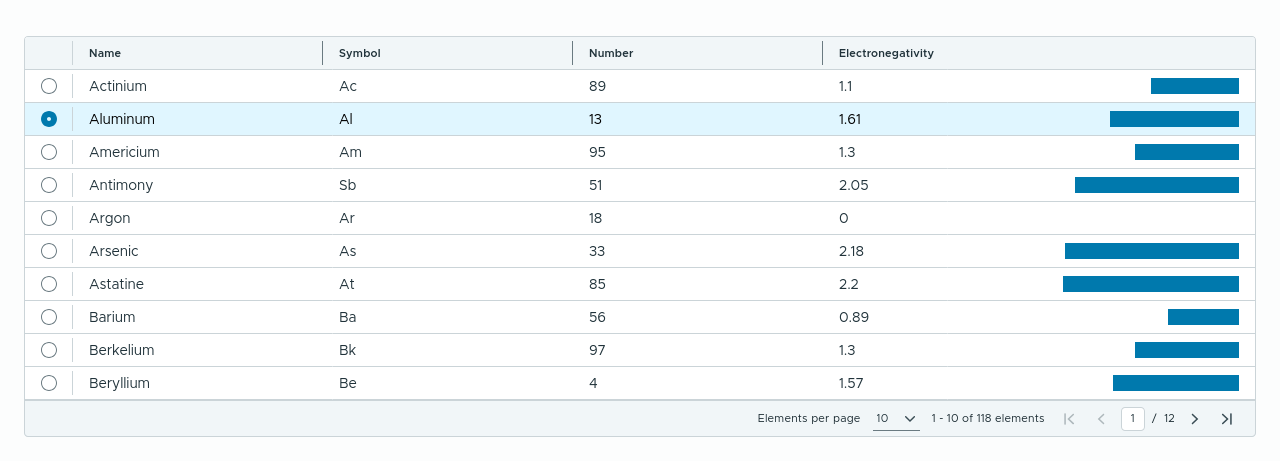 Name Symbol Number Electronegativity
Actinium Ac 89 1.1
Aluminum Al 13 1.61
Americium Am 95 1.3
Antimony Sb 51 2.05
Argon Ar 18 0
Arsenic As 33 2.18
Astatine At 85 2.2
Barium Ba 56 0.89
Berkelium Bk 97 1.3
Beryllium Be 4 1.57
Elements per page 10 1 - 10 of 118 elements 1 / 12